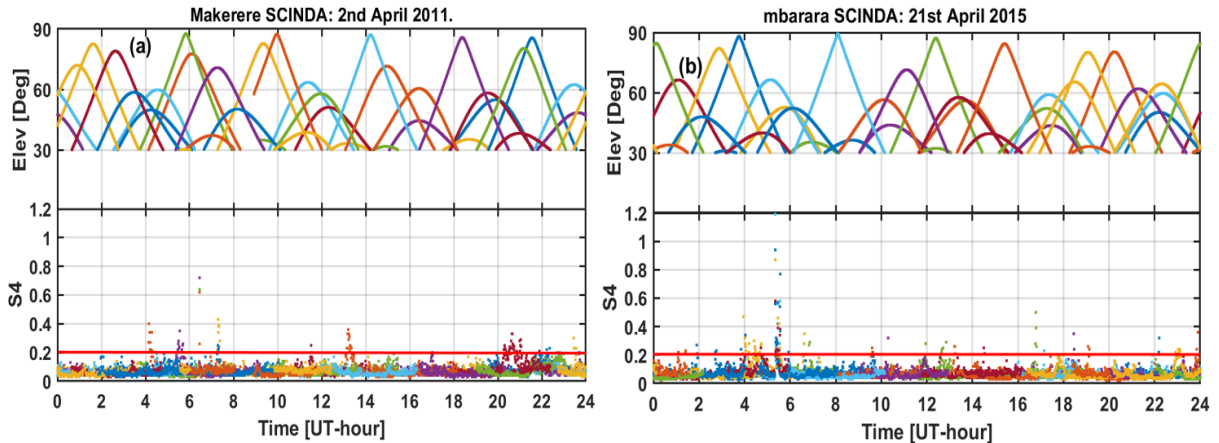 Makerere SCINDA: 2nd April 2011.
(a)
Elev [Deg]
90
60
30
S4
1.2
1
0.8
0.6
0.4
0.2
0
0 2 4 6 8 10 12 14 16 18 20 22 24
Time [UT-hour]
mbarara SCINDA: 21st April 2015
(b)
Elev [Deg]
90
60
30
S4
1.2
1
0.8
0.6
0.4
0.2
0
0 2 4 6 8 10 12 14 16 18 20 22 24
Time [UT-hour]